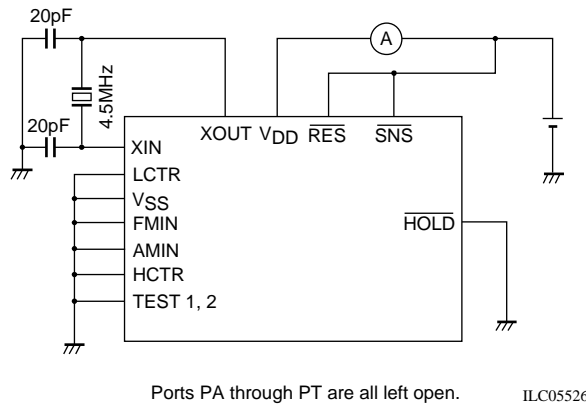 20pF
A
4.5MHz
20pF
XOUT VDD RES SNS
XIN
LCTR
VSS
FMIN
HOLD
AMIN
HCTR
TEST 1, 2
Ports PA through PT are all left open.
ILC05526